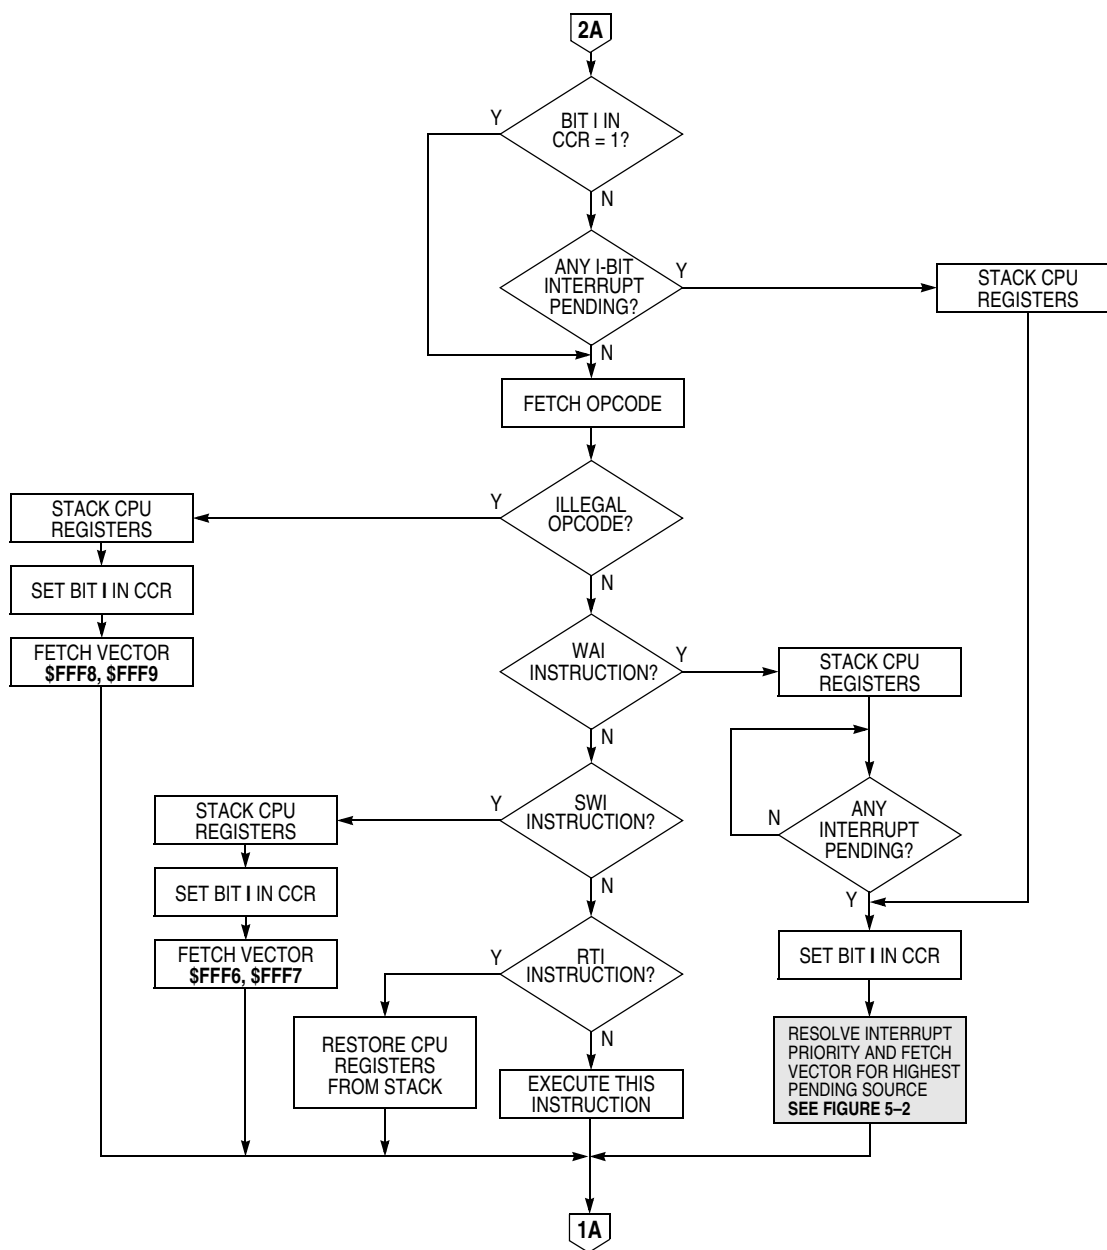 2A
Y
BIT I IN
CCR = 1?
N
ANY I-BIT
INTERRUPT
PENDING?
Y
STACK CPU
REGISTERS
N
FETCH OPCODE
STACK CPU
REGISTERS
Y
ILLEGAL
OPCODE?
N
SET BIT I IN CCR
FETCH VECTOR
$FFF8, $FFF9
WAI
INSTRUCTION?
Y
STACK CPU
REGISTERS
N
STACK CPU
REGISTERS
Y
SWI
INSTRUCTION?
N
N
ANY
INTERRUPT
PENDING?
Y
SET BIT I IN CCR
FETCH VECTOR
$FFF6, $FFF7
Y
RTI
INSTRUCTION?
N
SET BIT I IN CCR
RESTORE CPU
REGISTERS
FROM STACK
EXECUTE THIS
INSTRUCTION
RESOLVE INTERRUPT
PRIORITY AND FETCH
VECTOR FOR HIGHEST
PENDING SOURCE
SEE FIGURE 5–2
1A